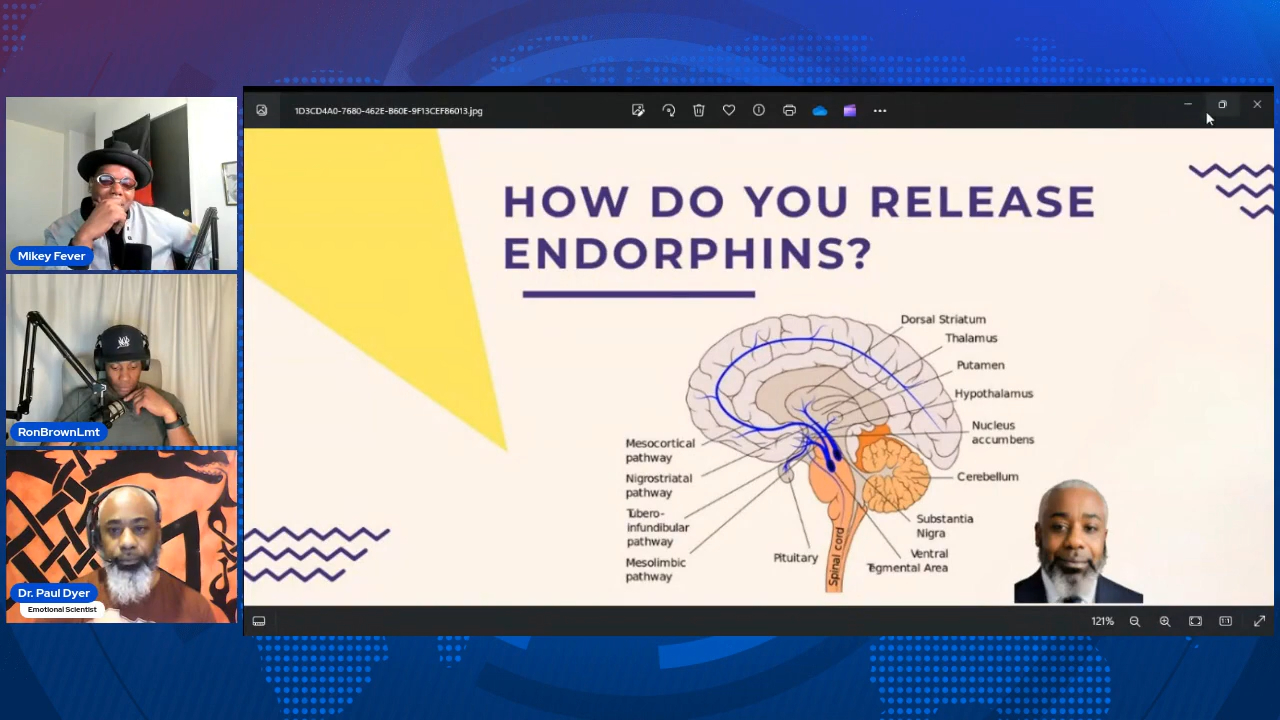 1D3CD4A0-7680-462E-B60E-9F13CEF86013.jpg
HOW DO YOU RELEASE
ENDORPHINS?
Dorsal Striatum
Thalamus
Putamen
Hypothalamus
Nucleus
accumbens
Cerebellum
Substantia
Nigra
Ventral
Tegmental Area
Spinal cord
Pituitary
Mesocortical
pathway
Nigrostriatal
pathway
Tubero-
infundibular
pathway
Mesolimbic
pathway
121%
Mikey Fever
RonBrownLmt
Dr. Paul Dyer
Emotional Scientist